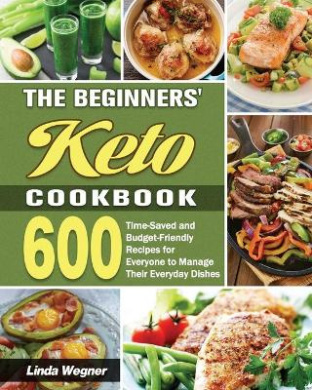 THE BEGINNERS'
Keto
COOKBOOK
600
Time-Saved and
Budget-Friendly
Recipes for
Everyone to Manage
Their Everyday Dishes
Linda Wegner